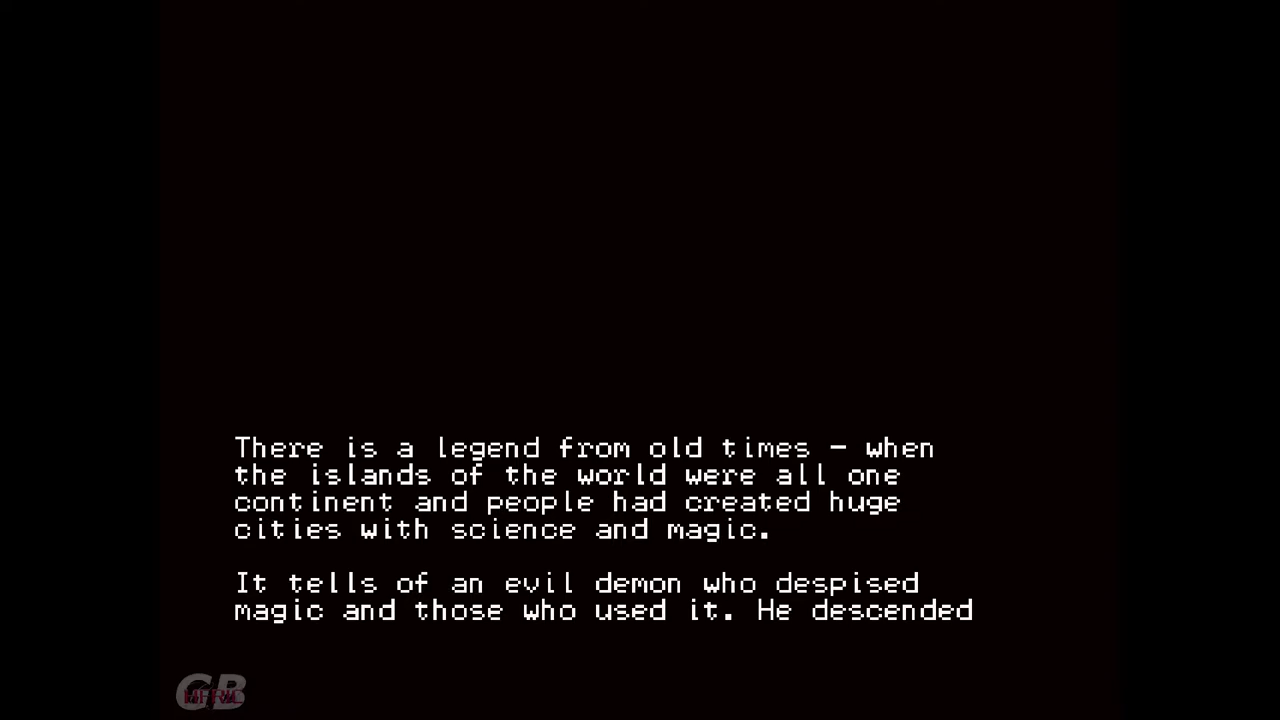 There is a legend from old times - when
the islands of the world were all one
continent and people had created huge
cities with science and magic.
It tells of an evil demon who despised
magic and those who used it. He descended
GB